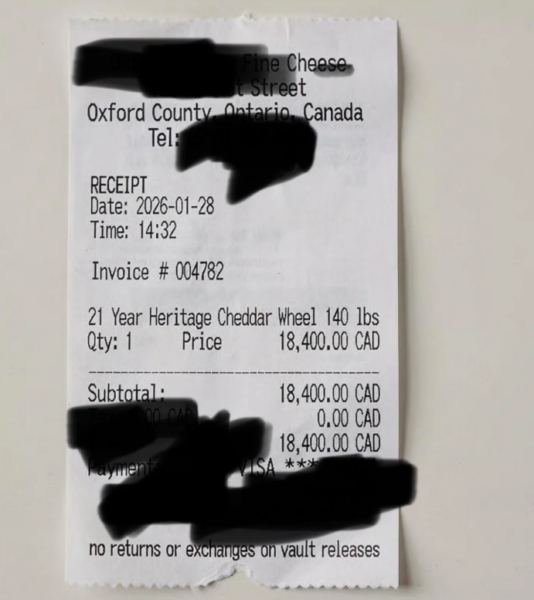 Fine Cheese
Street
Oxford County, Ontario, Canada
Tel:
RECEIPT
Date: 2026-01-28
Time: 14:32
Invoice # 004782
21 Year Heritage Cheddar Wheel 140 lbs
Qty: 1 Price 18,400.00 CAD
Subtotal: 18,400.00 CAD
0.00 CAD
18,400.00 CAD
Payment VISA ***
no returns or exchanges on vault releases